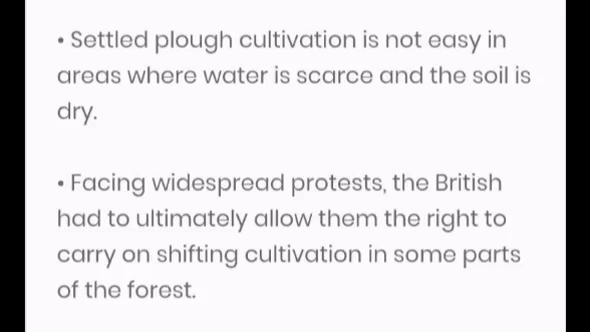 • Settled plough cultivation is not easy in
areas where water is scarce and the soil is
dry.
• Facing widespread protests, the British
had to ultimately allow them the right to
carry on shifting cultivation in some parts
of the forest.